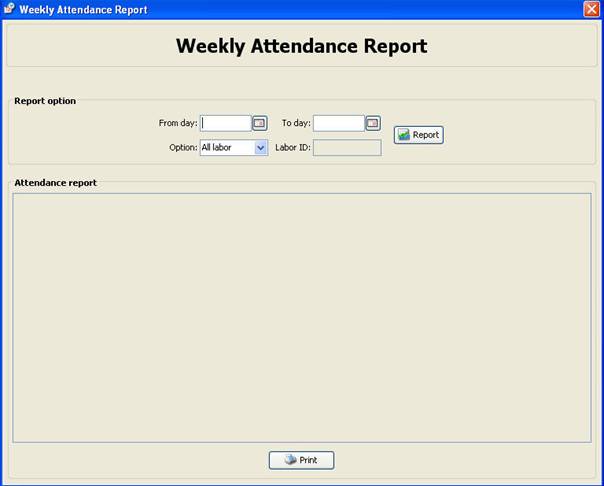 Weekly Attendance Report
Weekly Attendance Report
Report option
From day: To day:
Report
Option: All labor Labor ID:
Attendance report
Print